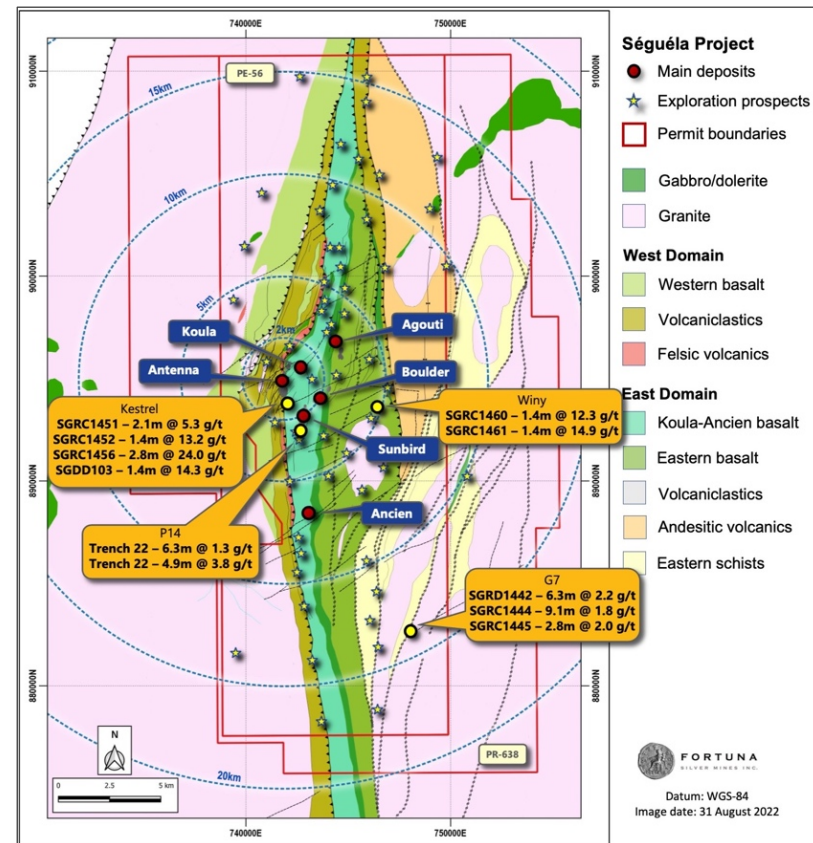 740000E
750000E
910000N
910000N
PE-56
15km
10km
900000N
900000N
5km
2km
Koula
Agouti
Antenna
Boulder
Kestrel
SGRC1451 – 2.1m @ 5.3 g/t
SGRC1452 – 1.4m @ 13.2 g/t
SGRC1456 – 2.8m @ 24.0 g/t
SGDD103 – 1.4m @ 14.3 g/t
Winy
SGRC1460 – 1.4m @ 12.3 g/t
SGRC1461 – 1.4m @ 14.9 g/t
Sunbird
890000N
890000N
Ancien
P14
Trench 22 – 6.3m @ 1.3 g/t
Trench 22 – 4.9m @ 3.8 g/t
G7
SGRD1442 – 6.3m @ 2.2 g/t
SGRC1444 – 9.1m @ 1.8 g/t
SGRC1445 – 2.8m @ 2.0 g/t
880000N
880000N
N
PR-638
0 2.5 5 km
20km
740000E
750000E
Séguéla Project
Main deposits
Exploration prospects
Permit boundaries
Gabbro/dolerite
Granite
West Domain
Western basalt
Volcaniclastics
Felsic volcanics
East Domain
Koula-Ancien basalt
Eastern basalt
Volcaniclastics
Andesitic volcanics
Eastern schists
FORTUNA
SILVER MINES INC.
Datum: WGS-84
Image date: 31 August 2022